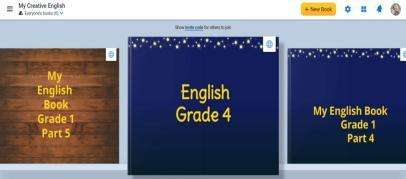 My Creative English
Everyone's books (6)
+ New Book
Show invite code for others to join
My
English
Book
Grade 1
Part 5
English
Grade 4
My English Book
Grade 1
Part 4